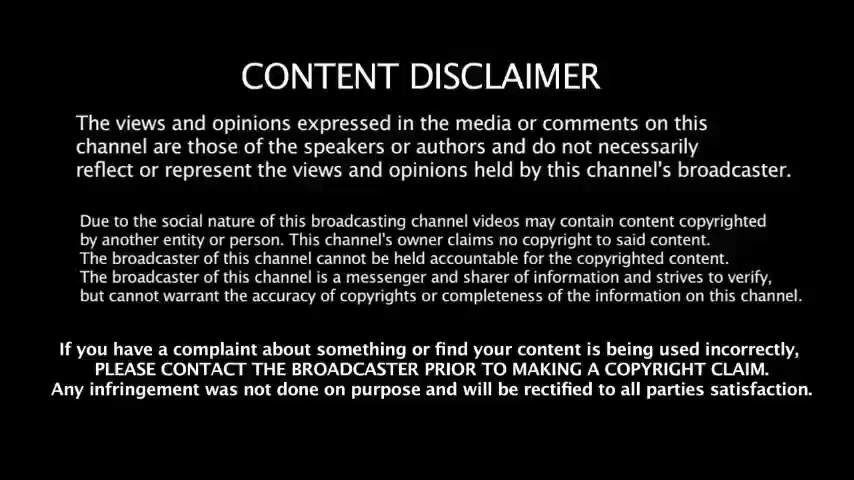 CONTENT DISCLAIMER
The views and opinions expressed in the media or comments on this
channel are those of the speakers or authors and do not necessarily
reflect or represent the views and opinions held by this channel's broadcaster.
Due to the social nature of this broadcasting channel videos may contain content copyrighted
by another entity or person. This channel's owner claims no copyright to said content.
The broadcaster of this channel cannot be held accountable for the copyrighted content.
The broadcaster of this channel is a messenger and sharer of information and strives to verify,
but cannot warrant the accuracy of copyrights or completeness of the information on this channel.
If you have a complaint about something or find your content is being used incorrectly,
PLEASE CONTACT THE BROADCASTER PRIOR TO MAKING A COPYRIGHT CLAIM.
Any infringement was not done on purpose and will be rectified to all parties satisfaction.